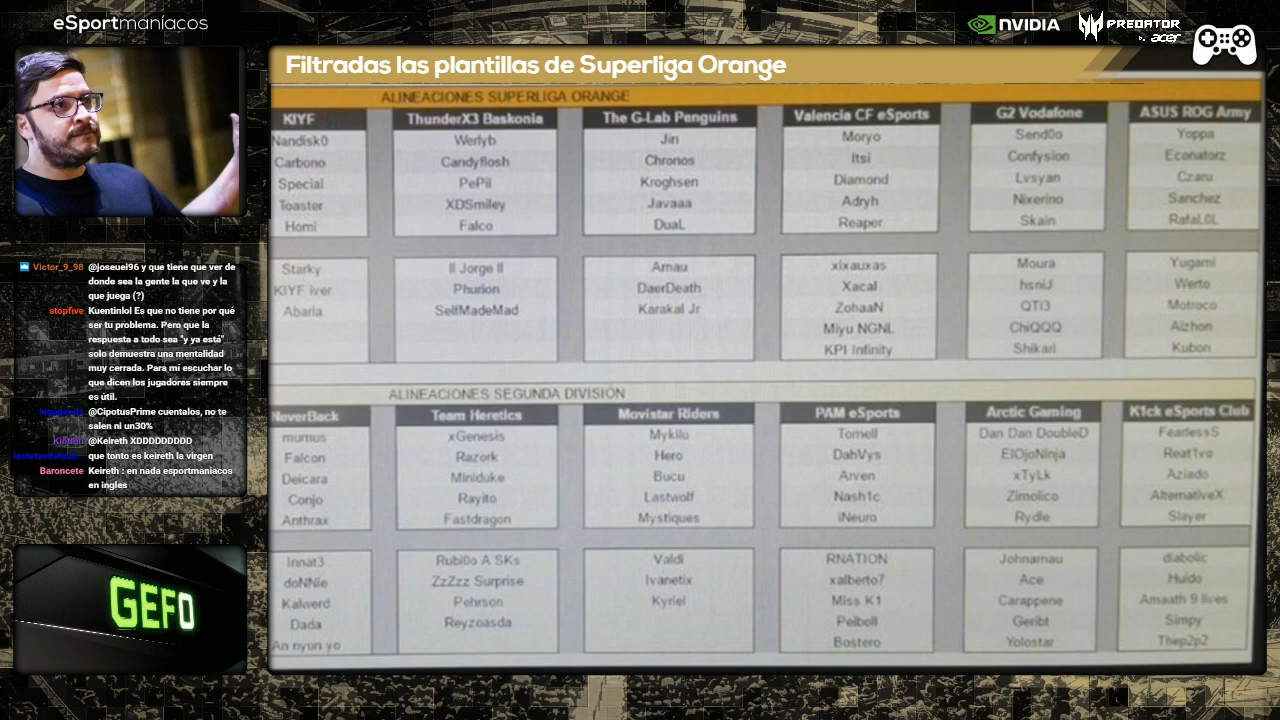 eSportmaníacos
NVIDIA
PREDATOR
acer
Filtradas las plantillas de Superliga Orange
ALINEACIONES SUPERLIGA ORANGE
KIYF ThunderX3 Baskonia The G-Lab Penguins Valencia CF eSports G2 Vodafone ASUS ROG Army
Nandisk0 Werlyb Jin Moryo Send0o Yoppa
Carbono Candyflosh Chronos Itsi Confysion Econatorz
Special PePii Kroghsen Diamond Lvsyan Czaru
Toaster XDSmiley Javaaa Adryh Nixerino Sanchez
Homi Falco DuaL Reaper Skain RafaL0L
Starky II Jorge II Arnau xixauxas Moura Yugami
KIYF iver Phurion DaerDeath Xacal hsniJ Werto
Abaria SelfMadeMad Karakal Jr ZohaaN QTi3 Motroco
Miyu NGNL ChiQQQ Aizhon
KPI Infinity Shikari Kubon
ALINEACIONES SEGUNDA DIVISIÓN
NeverBack Team Heretics Movistar Riders PAM eSports Arctic Gaming K1ck eSports Club
mumus xGenesis Mykilu Tomell Dan Dan DoubleD FearlessS
Falcon Razork Hero DahVys ElOjoNinja Reat1vo
Deicara Miniduke Bucu Arven xTyLk Aziado
Conjo Rayito Lastwolf Nash1c Zimolico AlternativeX
Anthrax Fastdragon Mystiques iNeuro Rydle Slayer
Innat3 Rubi0o A SKs Valdi RNATION Johnarnau diabolic
doNNie ZzZzz Surprise Ivanetix xalberto7 Ace Huido
Kalwerd Pehrson Kyriel Miss K1 Carappene Amaath 9 lives
Dada Reyzoasda Peiboll Geribt Simpy
An nyun yo Bostero Yolostar Thep2p2
Victor_9_98 @josuel96 y que tiene que ver de
donde sea la gente la que ve y la
que juega (?)
stopfive Kuentinlol Es que no tiene por qué
ser tu problema. Pero que la
respuesta a todo sea "y ya está"
solo demuestra una mentalidad
muy cerrada. Para mí escuchar lo
que dicen los jugadores siempre
es útil.
@CipotusPrime cuentalos, no te
salen ni un30%
@Keireth XDDDDDDDDD
que tonto es keireth la virgen
Baroncete Keireth : en nada esportmaniacos
en ingles
GEFO